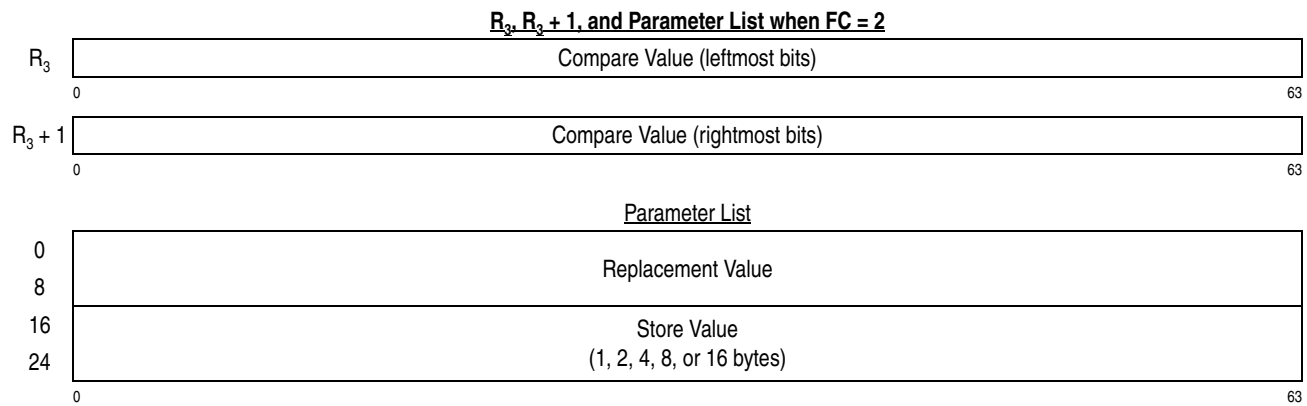 R3, R3 + 1, and Parameter List when FC = 2
R3 Compare Value (leftmost bits)
0 63
R3 + 1 Compare Value (rightmost bits)
0 63
Parameter List
0
Replacement Value
8
16 Store Value
24 (1, 2, 4, 8, or 16 bytes)
0 63